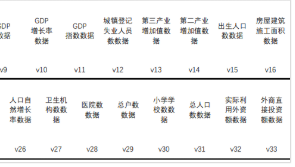 GDP
增长率
数据
GDP
指数数据
城镇登记
失业人员
数数据
第三产业
增加值数
据
第二产业
增加值数
据
出生人口
数数据
房屋建筑
施工面积
数据
v9
v10
v11
v12
v13
v14
v15
v16
人口自
然增长
率数据
卫生机
构数数
据
医院数
数据
总户数
数据
小学学
校数数
据
总人口
数数据
实际利
用外资
额数据
外商直
接投资
额数据
v26
v27
v28
v29
v30
v31
v32
v33